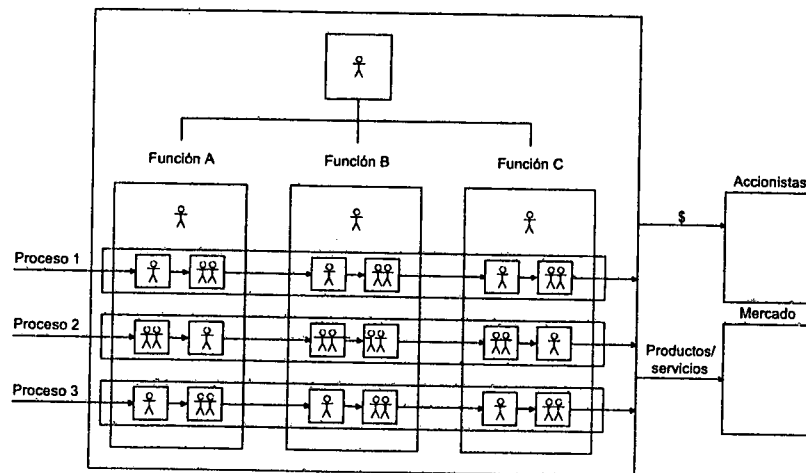 Función A
Función B
Función C
Accionistas
$
Proceso 1
Mercado
Proceso 2
Productos/
servicios
Proceso 3